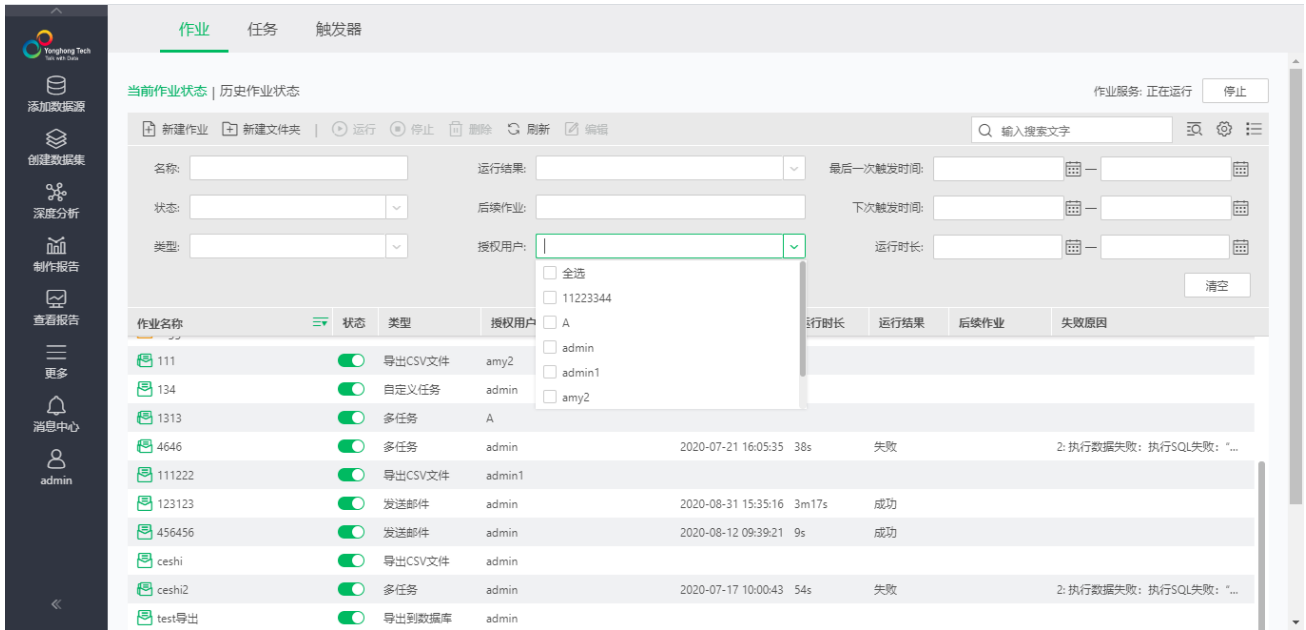 作业 任务 触发器
Yonghong Tech
Talk with Data
添加数据源
创建数据集
深度分析
制作报告
查看报告
更多
消息中心
admin
当前作业状态 | 历史作业状态 作业服务: 正在运行 停止
新建作业 新建文件夹 | 运行 停止 删除 刷新 编辑 输入搜索文字
名称: 运行结果: 最后一次触发时间: —
状态: 后续作业: 下次触发时间: —
类型: 授权用户: 运行时长: —
清空
全选
11223344
A
admin
admin1
amy2
作业名称 状态 类型 授权用户 运行时长 运行结果 后续作业 失败原因
111 导出CSV文件 amy2
134 自定义任务 admin
1313 多任务 A
4646 多任务 admin 2020-07-21 16:05:35 38s 失败 2: 执行数据失败：执行SQL失败：“...
111222 导出CSV文件 admin1
123123 发送邮件 admin 2020-08-31 15:35:16 3m17s 成功
456456 发送邮件 admin 2020-08-12 09:39:21 9s 成功
ceshi 导出CSV文件 admin
ceshi2 多任务 admin 2020-07-17 10:00:43 54s 失败 2: 执行数据失败：执行SQL失败：“...
test导出 导出到数据库 admin